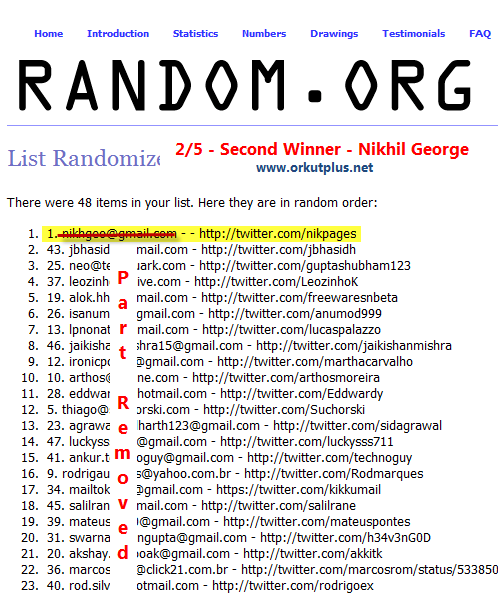 Home Introduction Statistics Numbers Drawings Testimonials FAQ
RANDOM.ORG
List Randomize
2/5 - Second Winner - Nikhil George
www.orkutplus.net
There were 48 items in your list. Here they are in random order:
1. 1. nikhgeo@gmail.com - - http://twitter.com/nikpages
2. 43. jbhasid mail.com - http://twitter.com/jbhasidh
3. 25. neo@te ark.com - http://twitter.com/guptashubham123
4. 37. leozinh ive.com - http://twitter.com/LeozinhoK
5. 19. alok.hh mail.com - http://twitter.com/freewaresnbeta
6. 26. isanum gmail.com - http://twitter.com/anumod999
7. 13. lpnonat mail.com - http://twitter.com/lucaspalazzo
8. 46. jaikisha shra15@gmail.com - http://twitter.com/jaikishanmishra
9. 12. ironicpc @gmail.com - http://twitter.com/marthacarvalho
10. 10. arthos@ ne.com - http://twitter.com/arthosmoreira
11. 28. eddwar hotmail.com - http://twitter.com/Eddwardy
12. 5. thiago@ orski.com - http://twitter.com/Suchorski
13. 23. agrawa harth123@gmail.com - http://twitter.com/sidagrawal
14. 47. luckyss @gmail.com - http://twitter.com/luckysss711
15. 41. ankur.t oguy@gmail.com - http://twitter.com/technoguy
16. 9. rodrigau s@yahoo.com.br - http://twitter.com/Rodmarques
17. 34. mailtok @gmail.com - https://twitter.com/kikkumail
18. 45. salilran mail.com - http://twitter.com/salilrane
19. 39. mateus 0@gmail.com - http://twitter.com/mateuspontes
20. 31. swarna ngupta@gmail.com - http://twitter.com/h34v3nG0D
21. 20. akshay. oak@gmail.com - http://twitter.com/akkitk
22. 36. marcos @click21.com.br - http://twitter.com/marcosrom/status/533850
23. 40. rod.silv otmail.com - http://twitter.com/rodrigoex
Part Removed